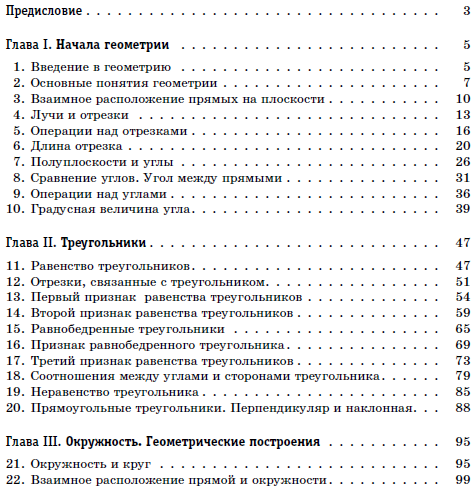 Предисловие . . . . . . . . . . . . . . . . . . . . . . . . . . . . 3
Глава I. Начала геометрии . . . . . . . . . . . . . . . . . . . . 5
1. Введение в геометрию . . . . . . . . . . . . . . . . . . . . 5
2. Основные понятия геометрии . . . . . . . . . . . . . . . . 7
3. Взаимное расположение прямых на плоскости . . . . . . . . . 10
4. Лучи и отрезки . . . . . . . . . . . . . . . . . . . . . . . 13
5. Операции над отрезками . . . . . . . . . . . . . . . . . . . 16
6. Длина отрезка . . . . . . . . . . . . . . . . . . . . . . . . 20
7. Полуплоскости и углы . . . . . . . . . . . . . . . . . . . . 26
8. Сравнение углов. Угол между прямыми . . . . . . . . . . . . 31
9. Операции над углами . . . . . . . . . . . . . . . . . . . . . 36
10. Градусная величина угла . . . . . . . . . . . . . . . . . . . 39
Глава II. Треугольники . . . . . . . . . . . . . . . . . . . . . . 47
11. Равенство треугольников . . . . . . . . . . . . . . . . . . . 47
12. Отрезки, связанные с треугольником . . . . . . . . . . . . . 51
13. Первый признак равенства треугольников . . . . . . . . . . . 54
14. Второй признак равенства треугольников . . . . . . . . . . . 59
15. Равнобедренные треугольники . . . . . . . . . . . . . . . . 65
16. Признак равнобедренного треугольника . . . . . . . . . . . . 69
17. Третий признак равенства треугольников . . . . . . . . . . . 73
18. Соотношения между углами и сторонами треугольника . . . . . 79
19. Неравенство треугольника . . . . . . . . . . . . . . . . . . 85
20. Прямоугольные треугольники. Перпендикуляр и наклонная . . . 88
Глава III. Окружность. Геометрические построения . . . . . . . . . 95
21. Окружность и круг . . . . . . . . . . . . . . . . . . . . . . 95
22. Взаимное расположение прямой и окружности . . . . . . . . . 99